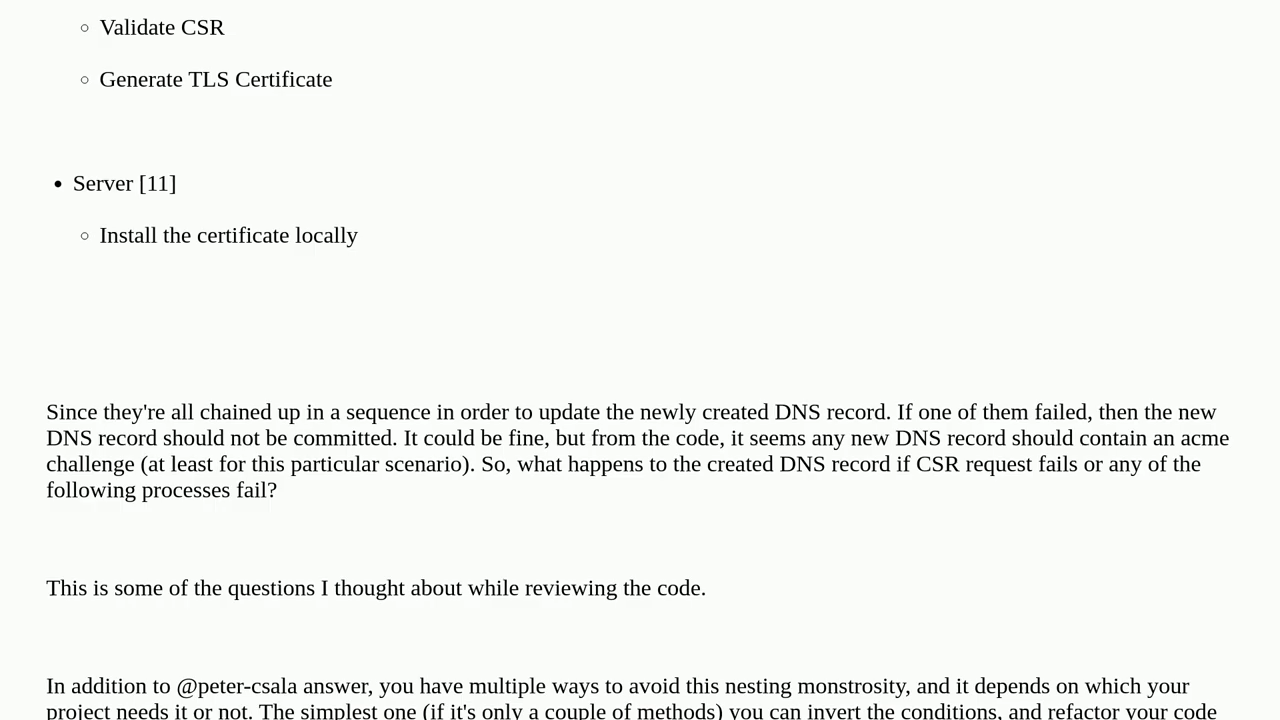 Validate CSR
Generate TLS Certificate
Server [11]
Install the certificate locally
Since they're all chained up in a sequence in order to update the newly created DNS record. If one of them failed, then the new
DNS record should not be committed. It could be fine, but from the code, it seems any new DNS record should contain an acme
challenge (at least for this particular scenario). So, what happens to the created DNS record if CSR request fails or any of the
following processes fail?
This is some of the questions I thought about while reviewing the code.
In addition to @peter-csala answer, you have multiple ways to avoid this nesting monstrosity, and it depends on which your
project needs it or not. The simplest one (if it's only a couple of methods) you can invert the conditions, and refactor your code